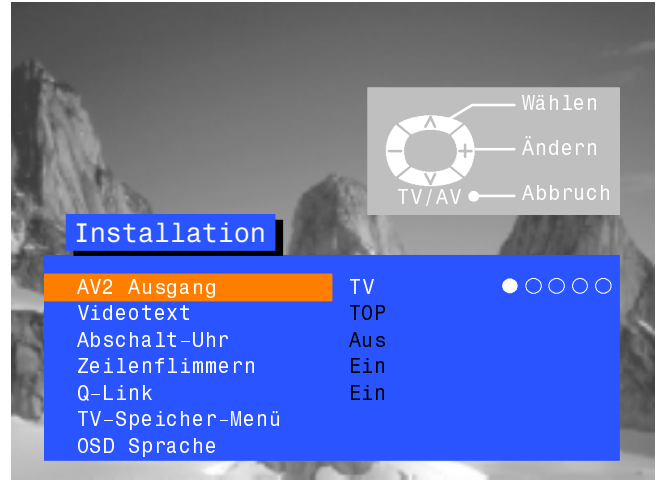 Wählen
Ändern
TV/AV Abbruch
Installation
AV2 Ausgang TV
Videotext TOP
Abschalt-Uhr Aus
Zeilenflimmern Ein
Q-Link Ein
TV-Speicher-Menü
OSD Sprache